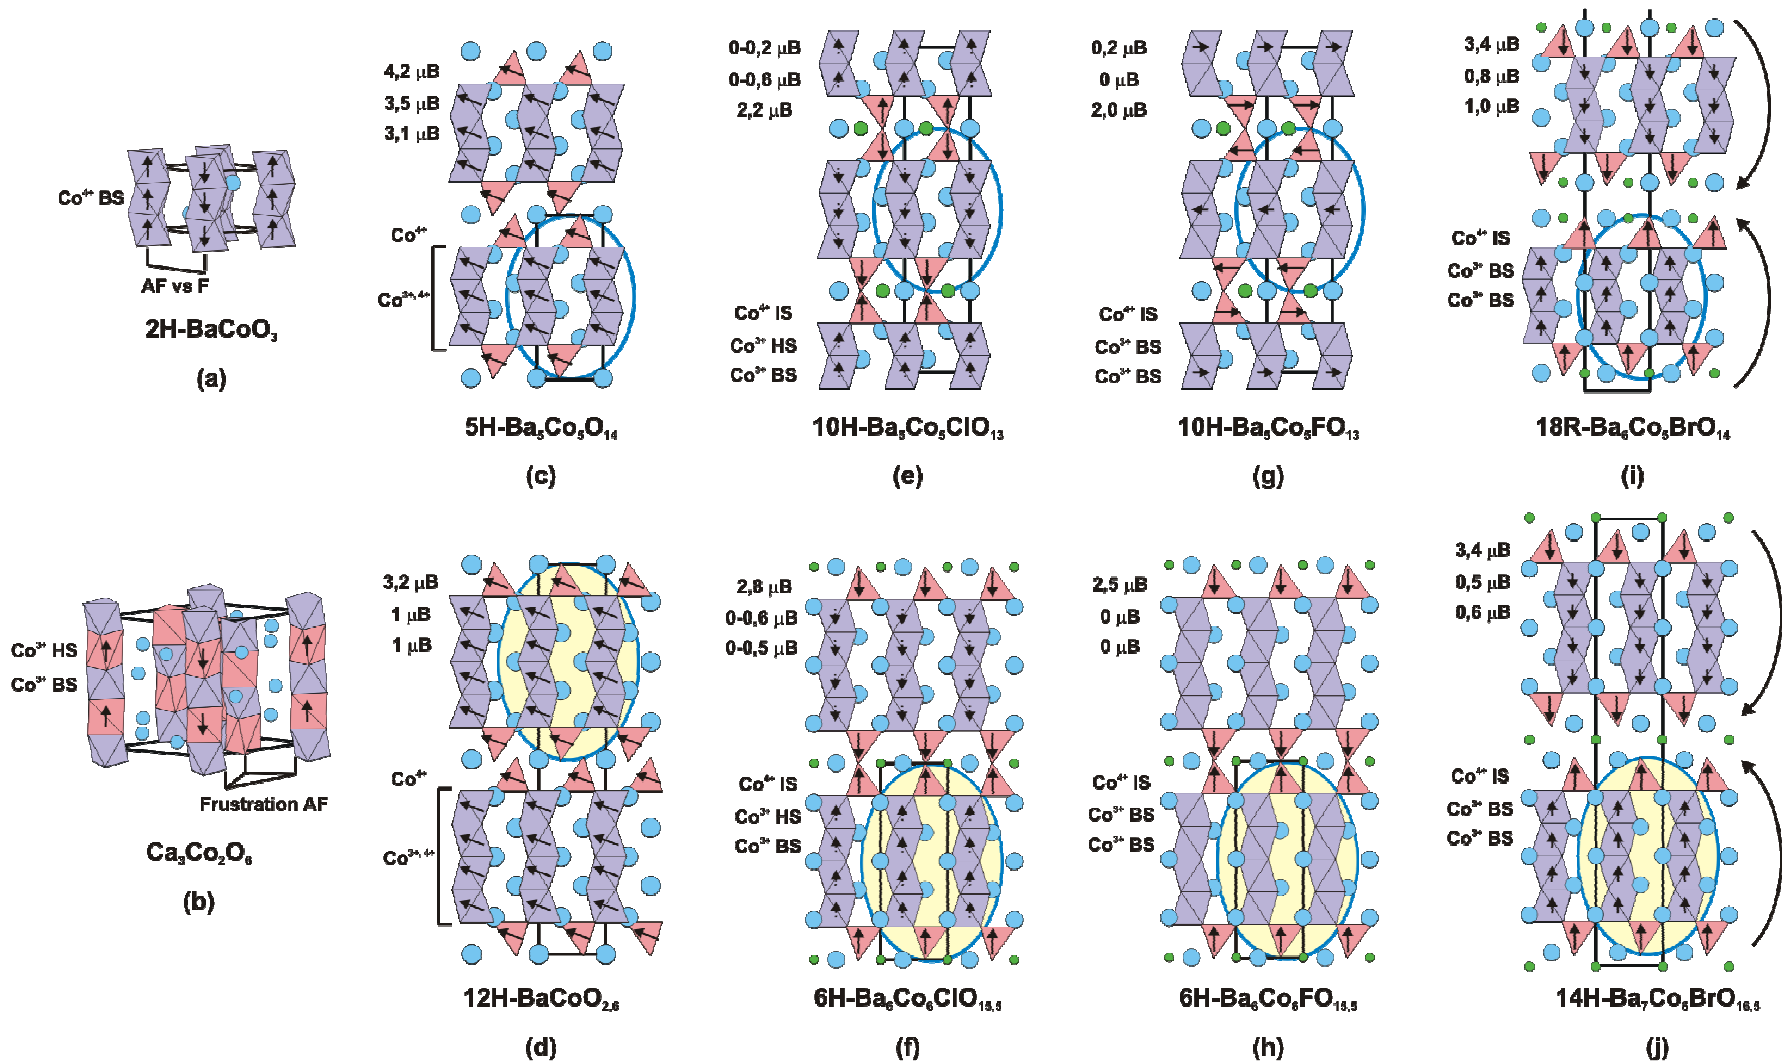 Co⁴⁺ BS
AF vs F
2H-BaCoO₃
(a)
4,2 µB
3,5 µB
3,1 µB
Co⁴⁺
Co³⁺,⁴⁺
5H-Ba₅Co₅O₁₄
(c)
0-0,2 µB
0-0,6 µB
2,2 µB
Co⁴⁺ IS
Co³⁺ HS
Co³⁺ BS
10H-Ba₅Co₅ClO₁₃
(e)
0,2 µB
0 µB
2,0 µB
Co⁴⁺ IS
Co³⁺ BS
Co³⁺ BS
10H-Ba₅Co₅FO₁₃
(g)
3,4 µB
0,8 µB
1,0 µB
Co⁴⁺ IS
Co³⁺ BS
Co³⁺ BS
18R-Ba₆Co₅BrO₁₄
(i)
Co³⁺ HS
Co³⁺ BS
Frustration AF
Ca₃Co₂O₆
(b)
3,2 µB
1 µB
1 µB
Co⁴⁺
Co³⁺,⁴⁺
12H-BaCoO₂,₆
(d)
2,8 µB
0-0,6 µB
0-0,5 µB
Co⁴⁺ IS
Co³⁺ HS
Co³⁺ BS
6H-Ba₆Co₆ClO₁₅,₅
(f)
2,5 µB
0 µB
0 µB
Co⁴⁺ IS
Co³⁺ BS
Co³⁺ BS
6H-Ba₆Co₆FO₁₅,₅
(h)
3,4 µB
0,5 µB
0,6 µB
Co⁴⁺ IS
Co³⁺ BS
Co³⁺ BS
14H-Ba₇Co₆BrO₁₆,₅
(j)